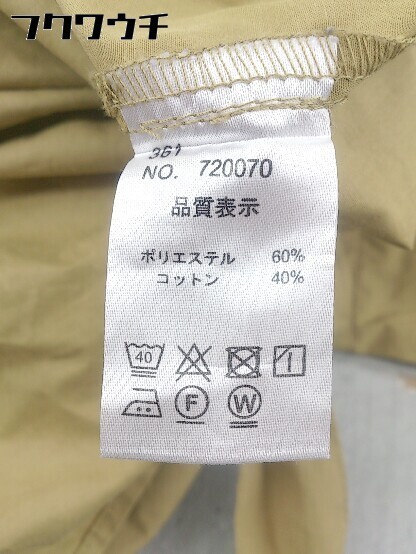 フクワウチ
361
NO. 720070
品質表示
ポリエステル 60%
コットン 40%
40
F W